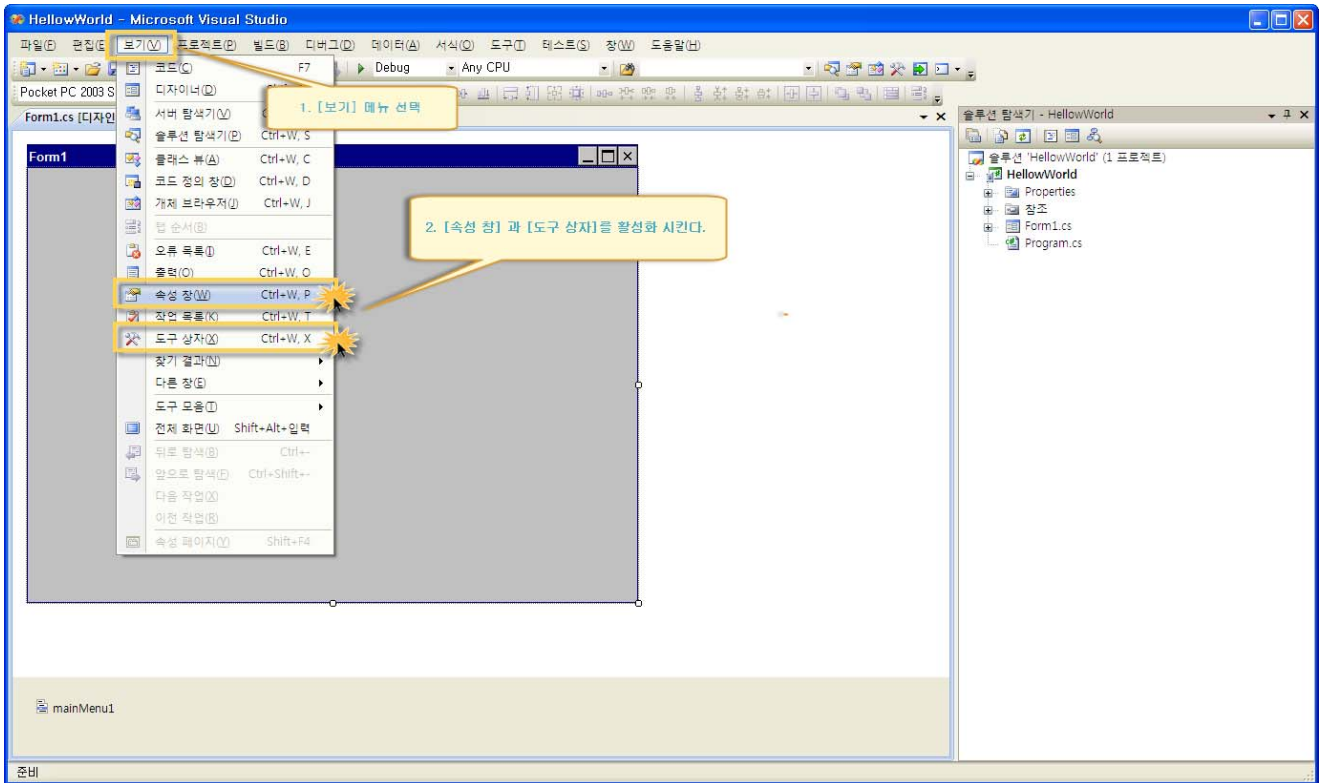 HellowWorld - Microsoft Visual Studio
파일(F) 편집(E 보기(V) 프로젝트(P) 빌드(B) 디버그(D) 데이터(A) 서식(O) 도구(T) 테스트(S) 창(W) 도움말(H)
Debug Any CPU
Pocket PC 2003 S
Form1.cs [디자인
Form1
코드(C) F7
디자이너(D)
서버 탐색기(V)
솔루션 탐색기(P) Ctrl+W, S
클래스 뷰(A) Ctrl+W, C
코드 정의 창(D) Ctrl+W, D
개체 브라우저(J) Ctrl+W, J
탭 순서(B)
오류 목록(I) Ctrl+W, E
출력(O) Ctrl+W, O
속성 창(W) Ctrl+W, P
작업 목록(K) Ctrl+W, T
도구 상자(X) Ctrl+W, X
찾기 결과(N)
다른 창(E)
도구 모음(T)
전체 화면(U) Shift+Alt+입력
뒤로 탐색(B) Ctrl+-
앞으로 탐색(F) Ctrl+Shift+-
다음 작업(X)
이전 작업(R)
속성 페이지(Y) Shift+F4
1. [보기] 메뉴 선택
2. [속성 창] 과 [도구 상자]를 활성화 시킨다.
솔루션 탐색기 - HellowWorld
솔루션 'HellowWorld' (1 프로젝트)
HellowWorld
Properties
참조
Form1.cs
Program.cs
mainMenu1
준비